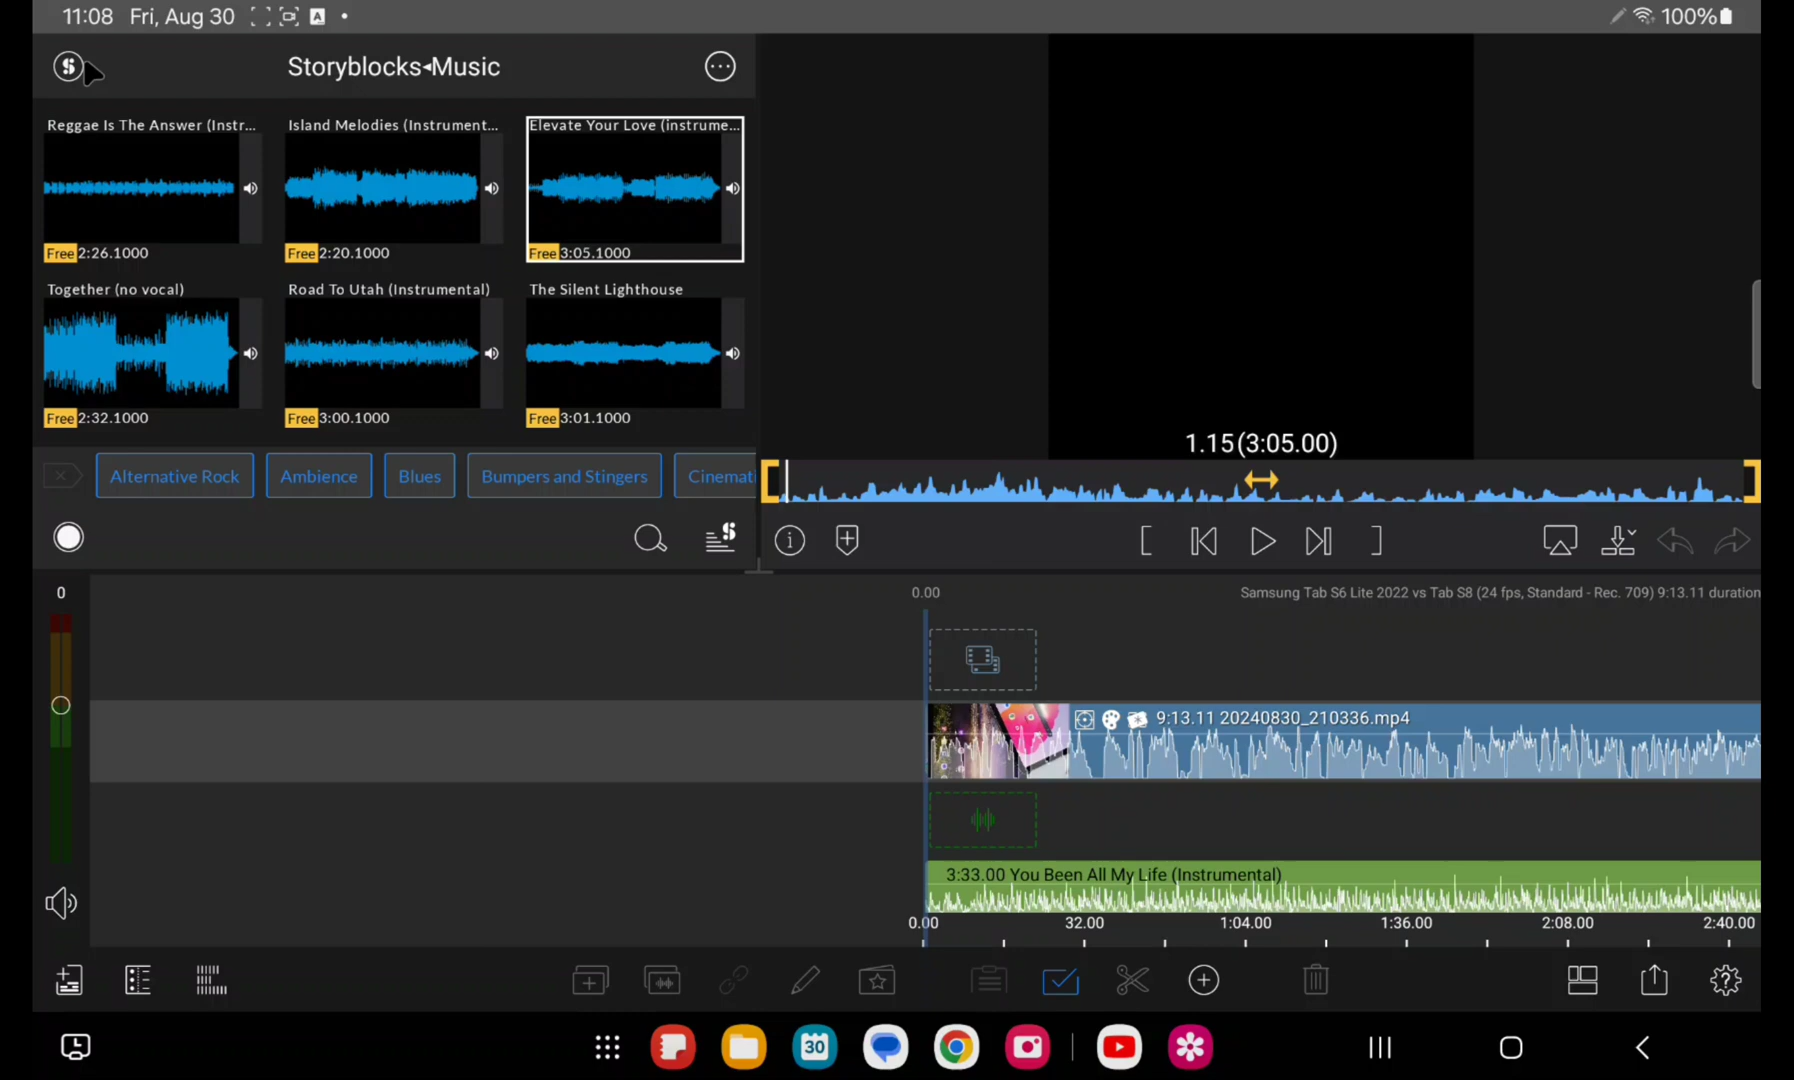 11:08 Fri, Aug 30
A
100%
Storyblocks◂Music
Reggae Is The Answer (Instr...
Island Melodies (Instrument...
Elevate Your Love (instrume...
Free 2:26.1000
Free 2:20.1000
Free 3:05.1000
Together (no vocal)
Road To Utah (Instrumental)
The Silent Lighthouse
Free 2:32.1000
Free 3:00.1000
Free 3:01.1000
1.15(3:05.00)
Alternative Rock
Ambience
Blues
Bumpers and Stingers
Cinemati
0
0.00
Samsung Tab S6 Lite 2022 vs Tab S8 (24 fps, Standard - Rec. 709) 9:13.11 duration
9:13.11 20240830_210336.mp4
3:33.00 You Been All My Life (Instrumental)
0.00 32.00 1:04.00 1:36.00 2:08.00 2:40.00
30